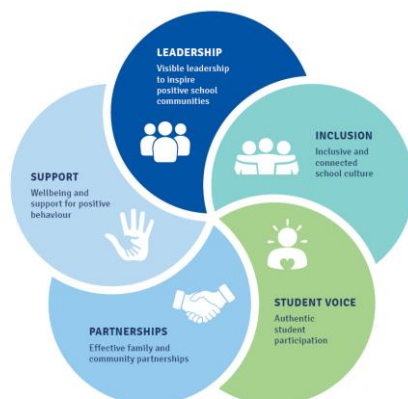 LEADERSHIP
Visible leadership
to inspire
positive school
communities
INCLUSION
Inclusive and
connected
school culture
STUDENT VOICE
Authentic
student
participation
PARTNERSHIPS
Effective family and
community partnerships
SUPPORT
Wellbeing and
support for positive
behaviour